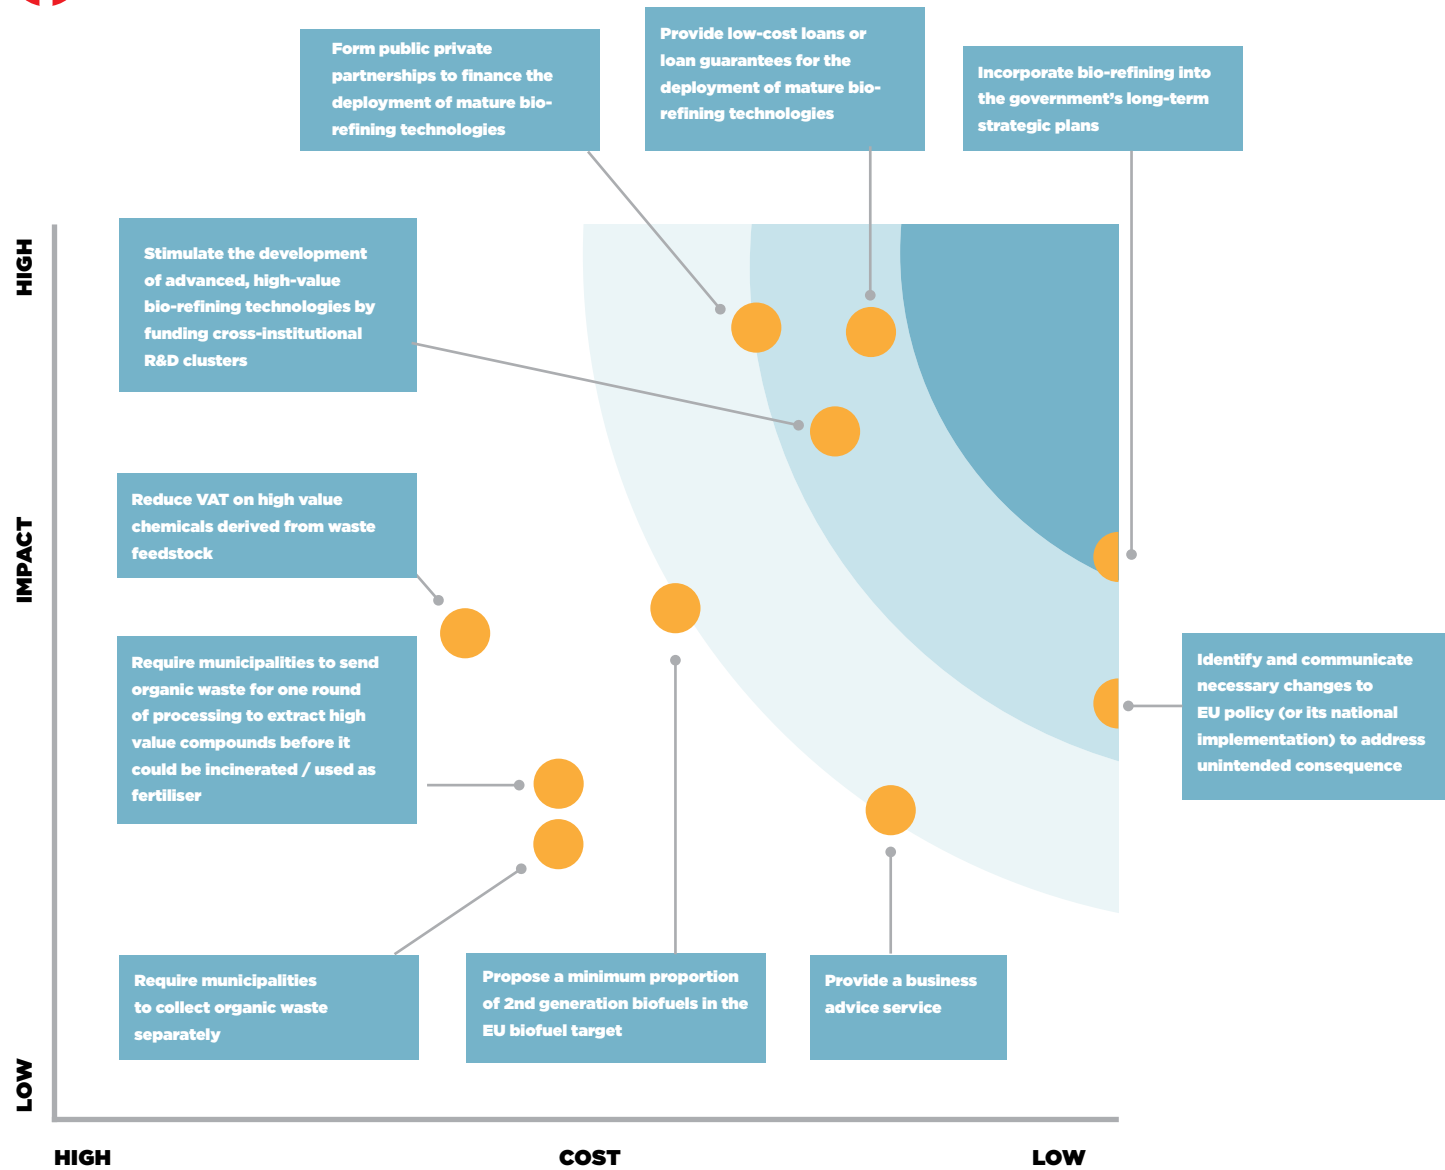 Form public private
partnerships to finance the
deployment of mature bio-
refining technologies
Provide low-cost loans or
loan guarantees for the
deployment of mature bio-
refining technologies
Incorporate bio-refining into
the government’s long-term
strategic plans
HIGH
Stimulate the development
of advanced, high-value
bio-refining technologies by
funding cross-institutional
R&D clusters
IMPACT
Reduce VAT on high value
chemicals derived from waste
feedstock
Require municipalities to send
organic waste for one round
of processing to extract high
value compounds before it
could be incinerated / used as
fertiliser
Identify and communicate
necessary changes to
EU policy (or its national
implementation) to address
unintended consequence
Require municipalities
to collect organic waste
separately
Propose a minimum proportion
of 2nd generation biofuels in the
EU biofuel target
Provide a business
advice service
LOW
HIGH
COST
LOW